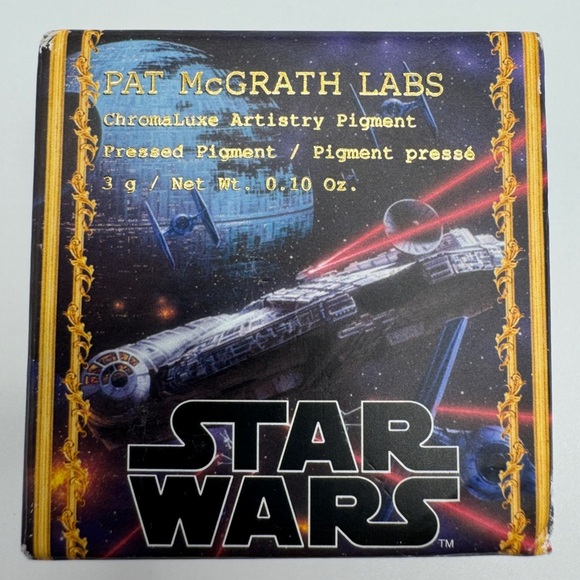 PAT McGRATH LABS
ChromaLuxe Artistry Pigment
Pressed Pigment / Pigment pressé
3 g / Net Wt. 0.10 Oz.
STAR
WARS
TM